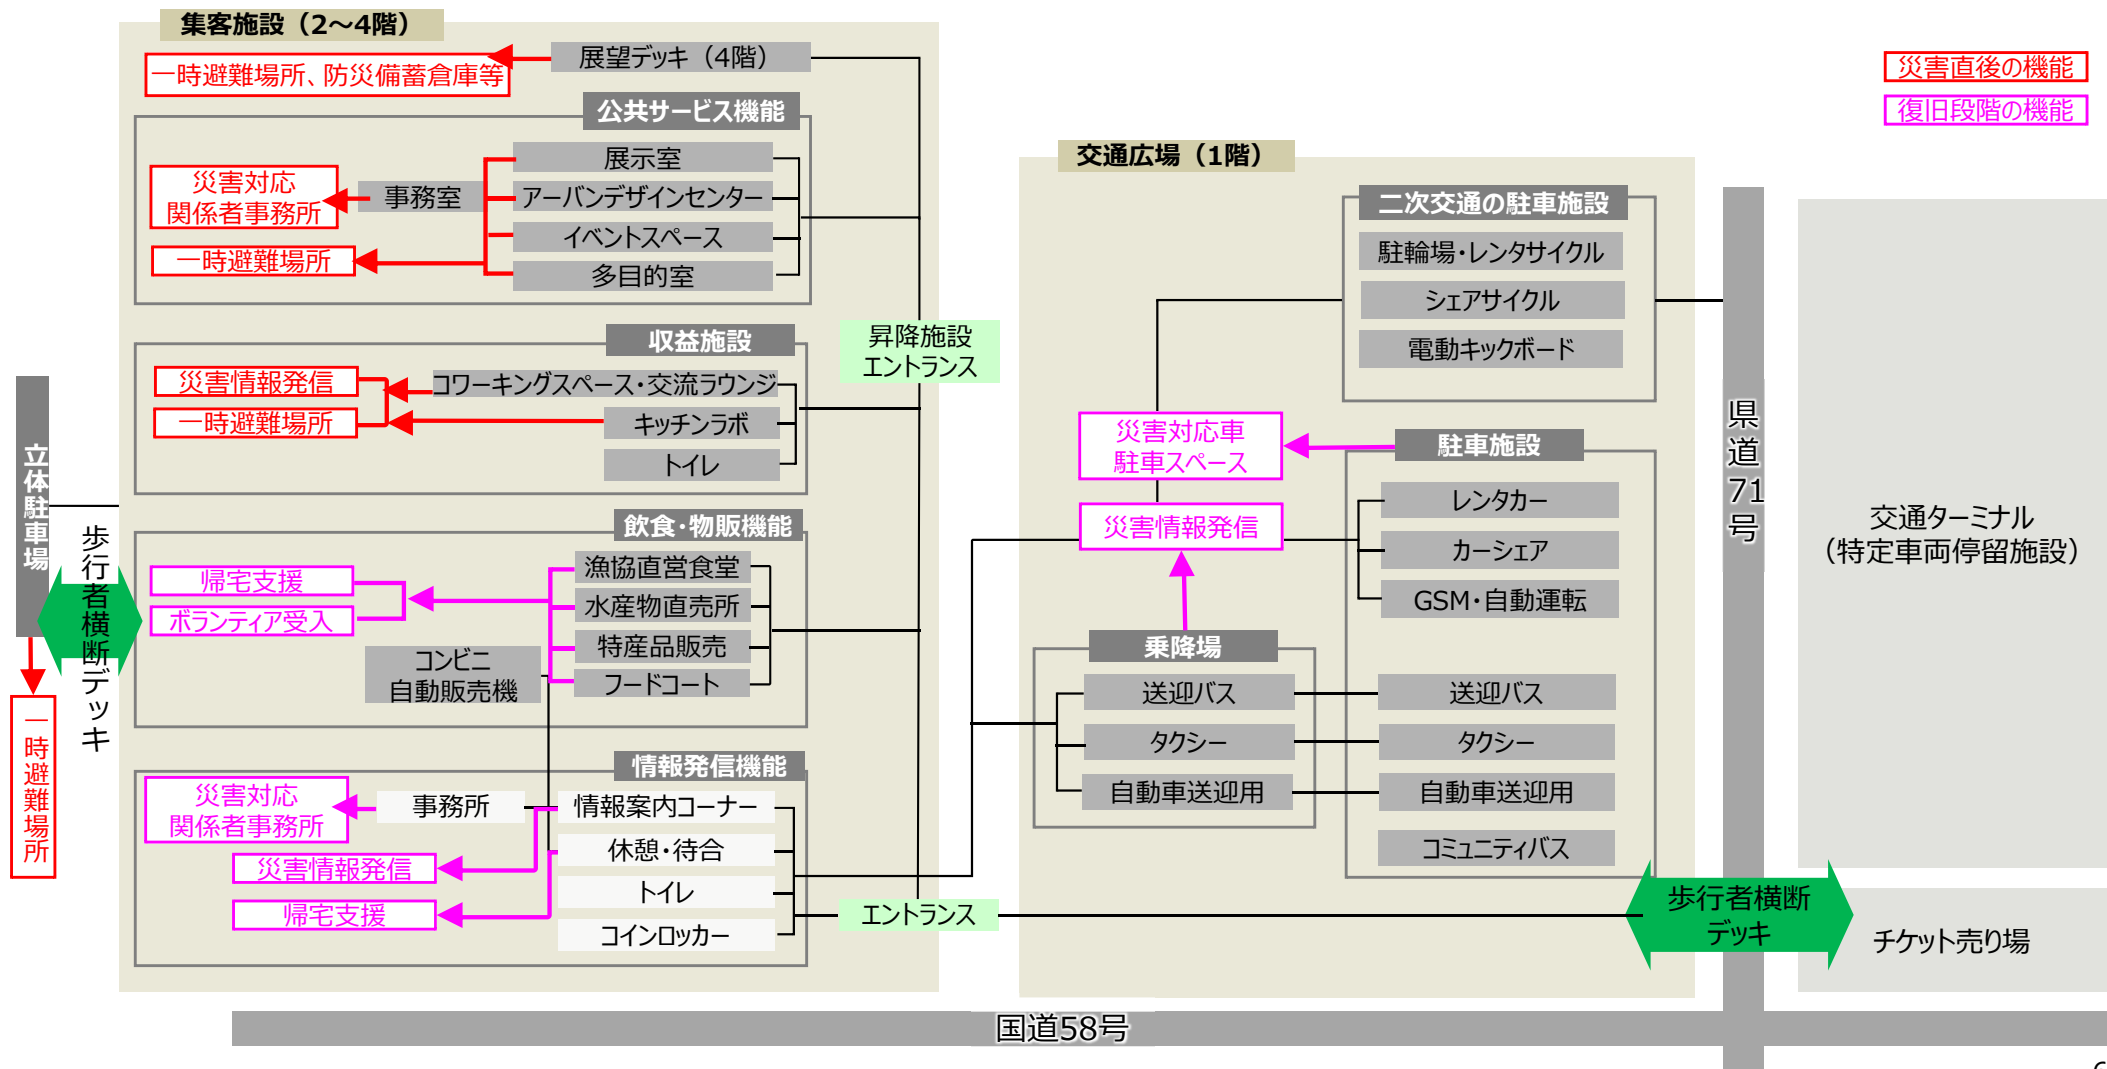 集客施設（2～4階）
一時避難場所、防災備蓄倉庫等
展望デッキ（4階）
公共サービス機能
災害対応
関係者事務所
事務室
展示室
アーバンデザインセンター
イベントスペース
多目的室
一時避難場所
収益施設
災害情報発信
一時避難場所
コワーキングスペース・交流ラウンジ
キッチンラボ
トイレ
昇降施設
エントランス
立体駐車場
歩行者横断デッキ
一時避難場所
飲食・物販機能
帰宅支援
ボランティア受入
漁協直営食堂
水産物直売所
特産品販売
フードコート
コンビニ
自動販売機
情報発信機能
災害対応
関係者事務所
事務所
情報案内コーナー
休憩・待合
トイレ
コインロッカー
災害情報発信
帰宅支援
エントランス
災害直後の機能
復旧段階の機能
交通広場（1階）
二次交通の駐車施設
駐輪場・レンタサイクル
シェアサイクル
電動キックボード
災害対応車
駐車スペース
災害情報発信
駐車施設
レンタカー
カーシェア
GSM・自動運転
乗降場
送迎バス
タクシー
自動車送迎用
送迎バス
タクシー
自動車送迎用
コミュニティバス
県道71号
歩行者横断
デッキ
交通ターミナル
（特定車両停留施設）
チケット売り場
国道58号